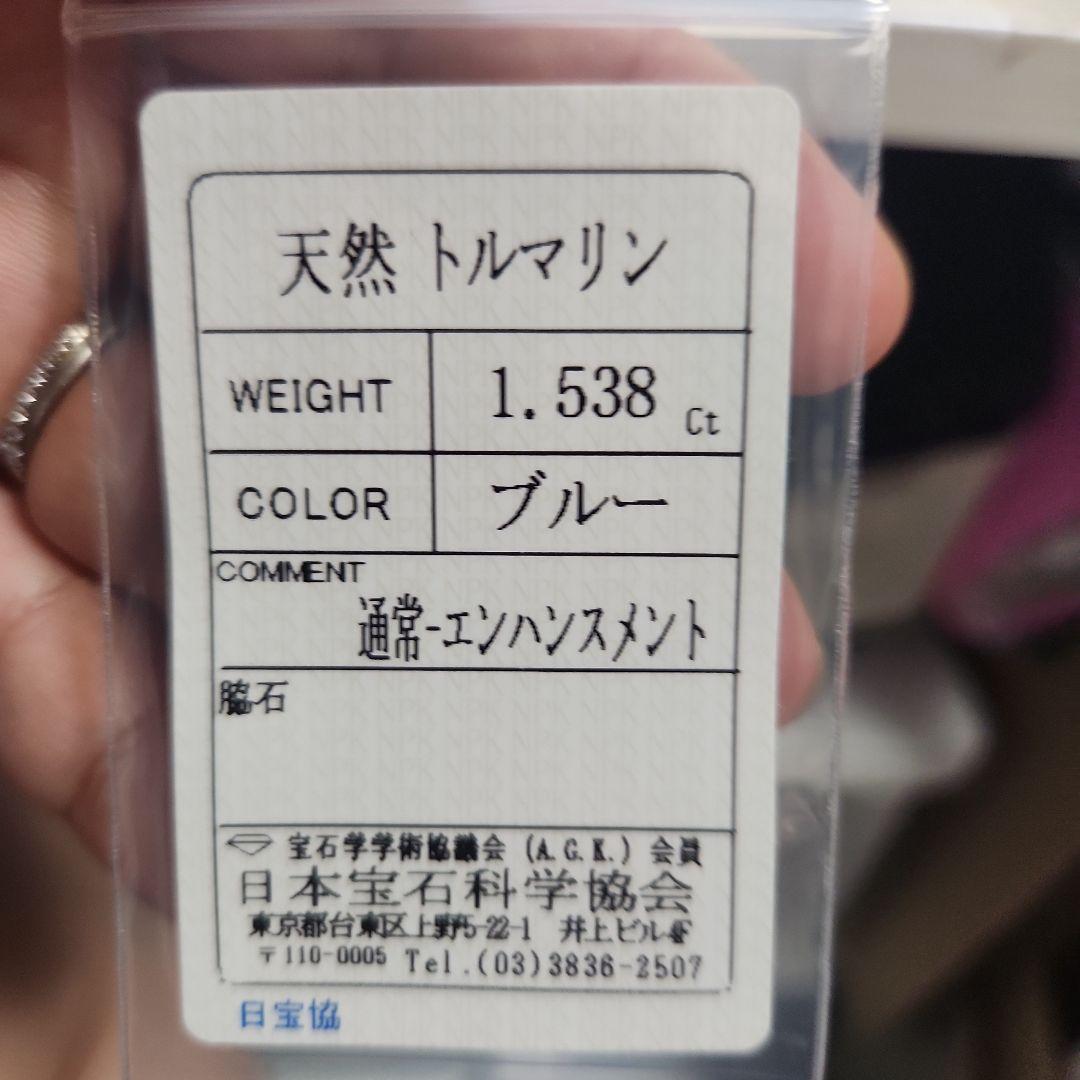 天然 トルマリン
WEIGHT 1.538 Ct
COLOR ブルー
COMMENT
通常-エンハンスメント
脇石
宝石学学術協議会 (A.G.K.) 会員
日本宝石科学協会
東京都台東区上野5-22-1 井上ビル4F
〒110-0005 Tel.(03)3836-2507
日宝協